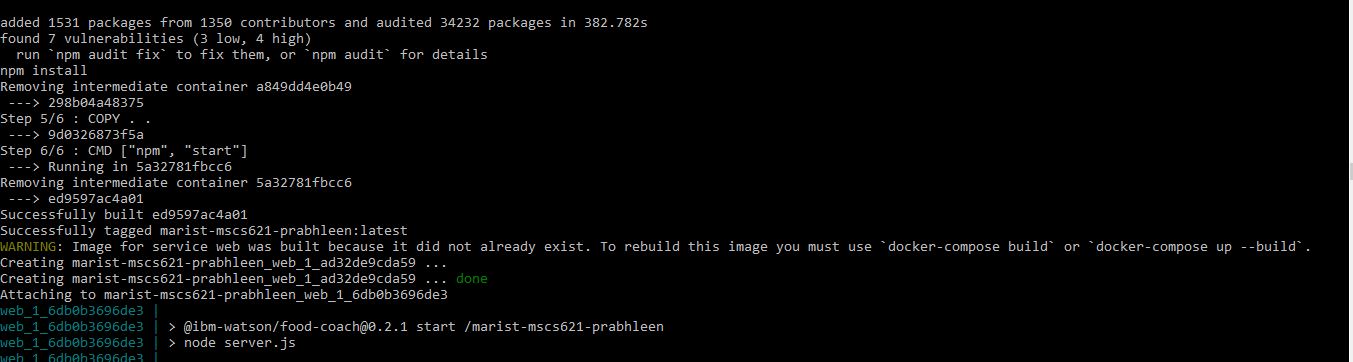 added 1531 packages from 1350 contributors and audited 34232 packages in 382.782s
found 7 vulnerabilities (3 low, 4 high)
  run `npm audit fix` to fix them, or `npm audit` for details
npm install
Removing intermediate container a849dd4e0b49
 ---> 298b04a48375
Step 5/6 : COPY . .
 ---> 9d0326873f5a
Step 6/6 : CMD ["npm", "start"]
 ---> Running in 5a32781fbcc6
Removing intermediate container 5a32781fbcc6
 ---> ed9597ac4a01
Successfully built ed9597ac4a01
Successfully tagged marist-mscs621-prabhleen:latest
WARNING: Image for service web was built because it did not already exist. To rebuild this image you must use `docker-compose build` or `docker-compose up --build`.
Creating marist-mscs621-prabhleen_web_1_ad32de9cda59 ...
Creating marist-mscs621-prabhleen_web_1_ad32de9cda59 ... done
Attaching to marist-mscs621-prabhleen_web_1_6db0b3696de3
web_1_6db0b3696de3 |
web_1_6db0b3696de3 | > @ibm-watson/food-coach@0.2.1 start /marist-mscs621-prabhleen
web_1_6db0b3696de3 | > node server.js
web_1_6db0b3696de3 |